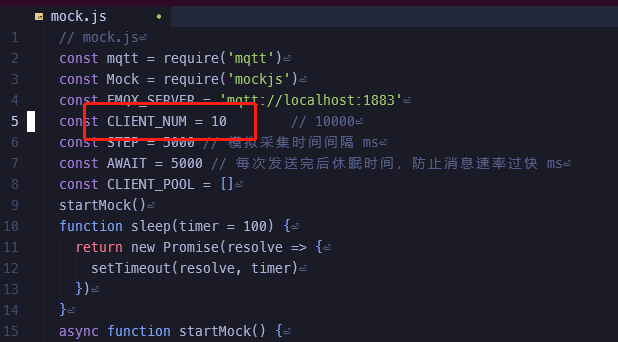 mock.js
1 // mock.js
2 const mqtt = require('mqtt')
3 const Mock = require('mockjs')
4 const EMQX_SERVER = 'mqtt://localhost:1883'
5 const CLIENT_NUM = 10 // 10000
6 const STEP = 5000 // 模拟采集时间间隔 ms
7 const AWAIT = 5000 // 每次发送完后休眠时间，防止消息速率过快 ms
8 const CLIENT_POOL = []
9 startMock()
10 function sleep(timer = 100) {
11 return new Promise(resolve => {
12 setTimeout(resolve, timer)
13 })
14 }
15 async function startMock() {